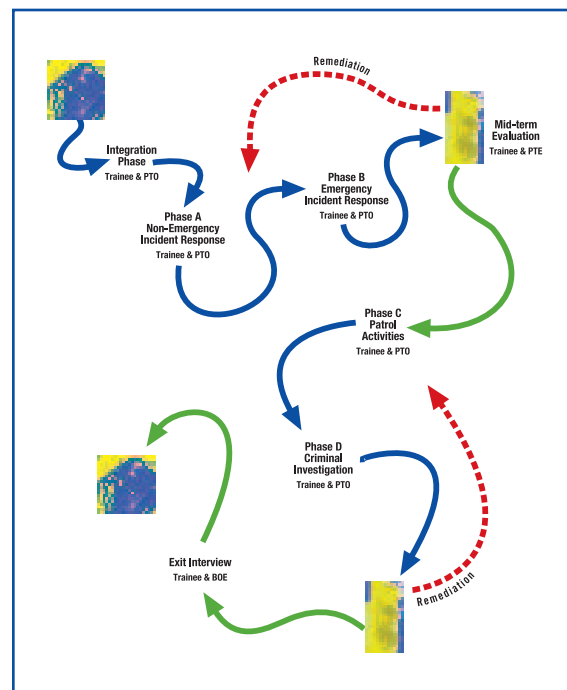 Remediation
Mid-term
Evaluation
Trainee & PTE
Integration
Phase
Trainee & PTO
Phase B
Emergency
Incident Response
Trainee & PTO
Phase A
Non-Emergency
Incident Response
Trainee & PTO
Phase C
Patrol
Activities
Trainee & PTO
Phase D
Criminal
Investigation
Trainee & PTO
Exit Interview
Trainee & BOE
Remediation